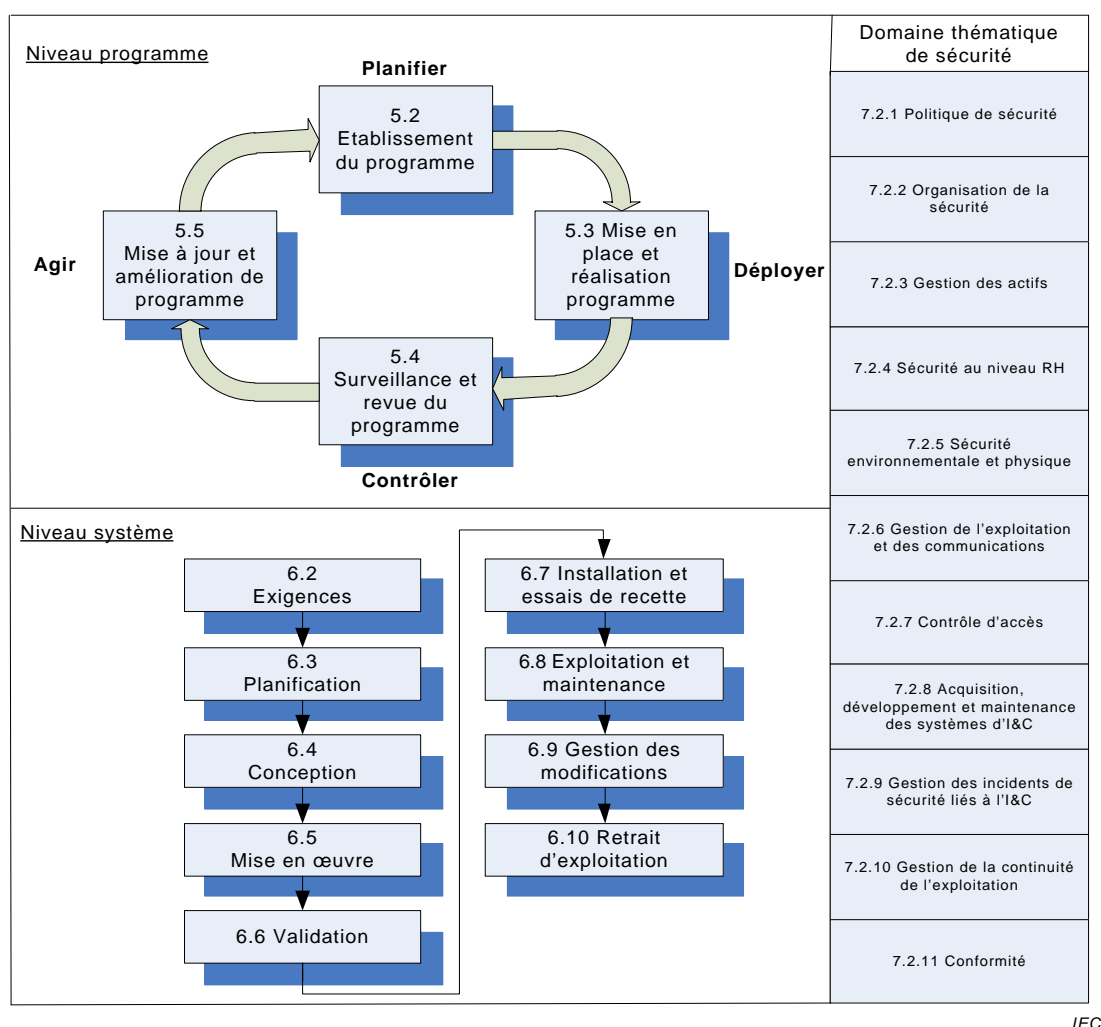 Niveau programme
Planifier
5.2
Etablissement
du programme
5.5
Mise à jour et
amélioration de
programme
Agir
5.3 Mise en
place et
réalisation
programme
Déployer
5.4
Surveillance et
revue du
programme
Contrôler
Niveau système
6.2
Exigences
6.3
Planification
6.4
Conception
6.5
Mise en œuvre
6.6 Validation
6.7 Installation et
essais de recette
6.8 Exploitation et
maintenance
6.9 Gestion des
modifications
6.10 Retrait
d'exploitation
Domaine thématique
de sécurité
7.2.1 Politique de sécurité
7.2.2 Organisation de la
sécurité
7.2.3 Gestion des actifs
7.2.4 Sécurité au niveau RH
7.2.5 Sécurité
environnementale et physique
7.2.6 Gestion de l'exploitation
et des communications
7.2.7 Contrôle d'accès
7.2.8 Acquisition,
développement et maintenance
des systèmes d'I&C
7.2.9 Gestion des incidents de
sécurité liés à l'I&C
7.2.10 Gestion de la continuité
de l'exploitation
7.2.11 Conformité
IEC